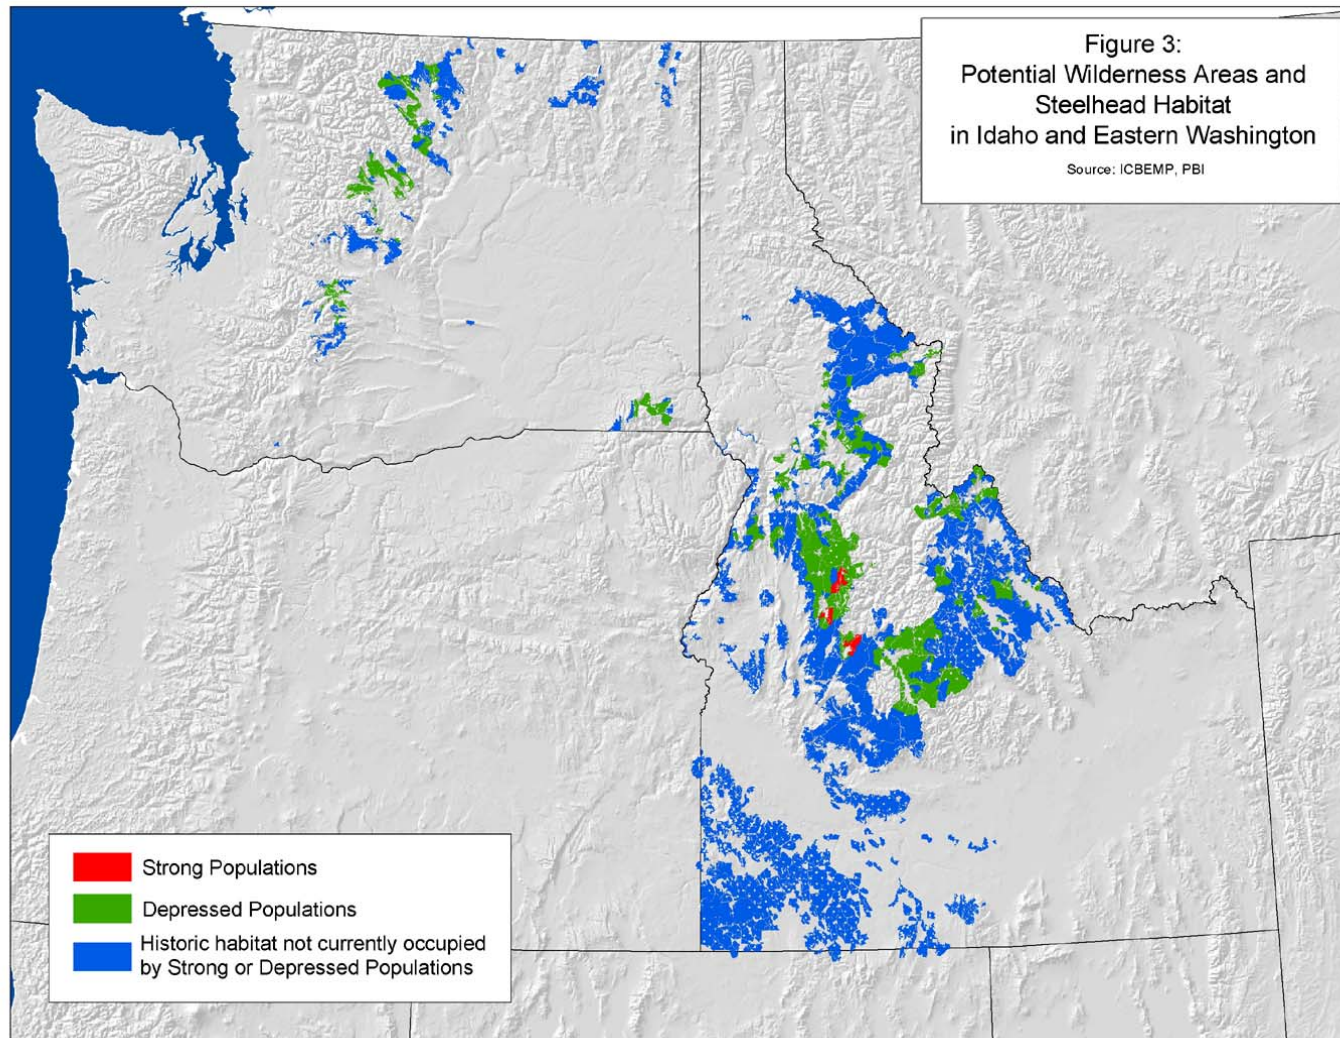 Figure 3:
Potential Wilderness Areas and
Steelhead Habitat
in Idaho and Eastern Washington
Source: ICBEMP, PBI
Strong Populations
Depressed Populations
Historic habitat not currently occupied
by Strong or Depressed Populations